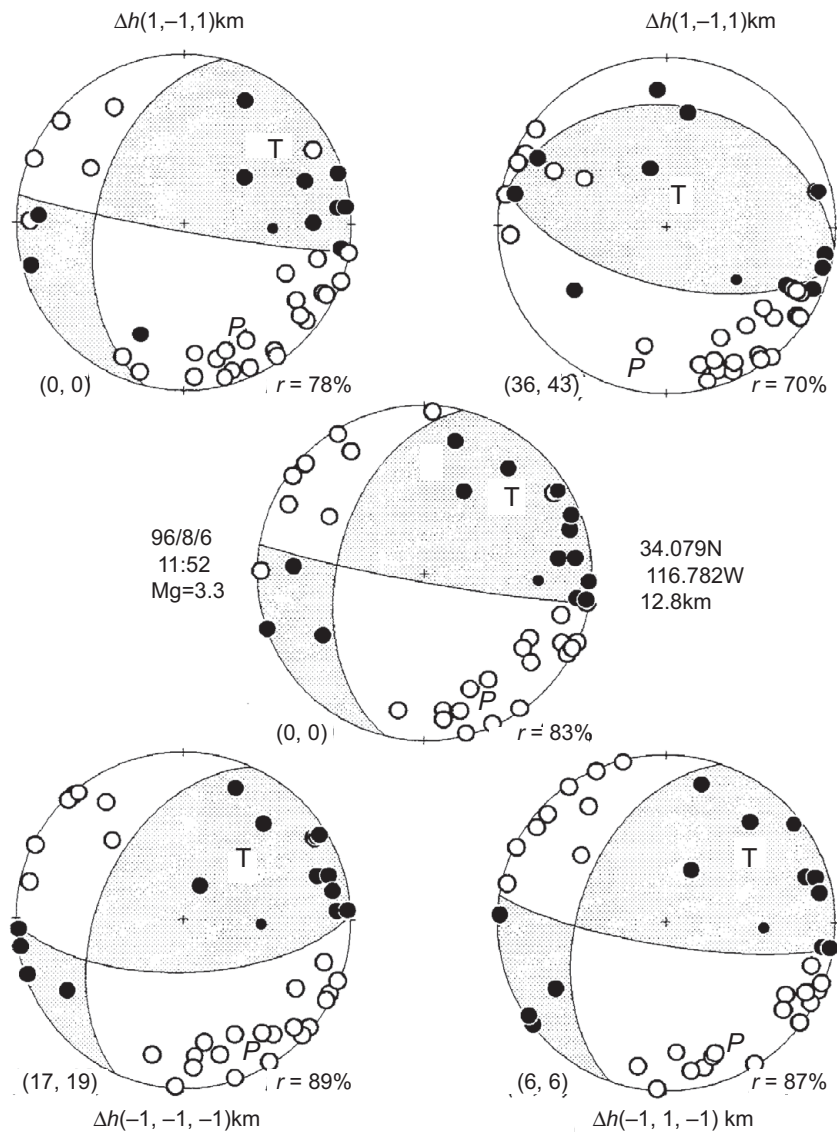 Δh(1,–1,1)km
Δh(1,–1,1)km
T
P
(0, 0)
r = 78%
T
P
(36, 43)
r = 70%
96/8/6
11:52
Mg=3.3
T
P
34.079N
116.782W
12.8km
(0, 0)
r = 83%
T
P
(17, 19)
r = 89%
T
P
(6, 6)
r = 87%
Δh(–1, –1, –1)km
Δh(–1, 1, –1) km